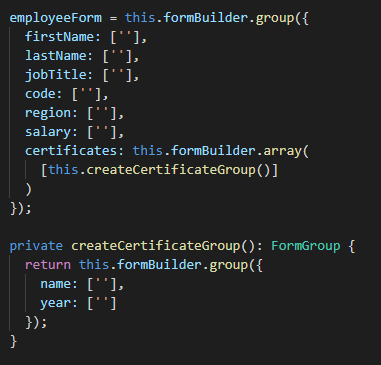 employeeForm = this.formBuilder.group({
  firstName: [''],
  lastName: [''],
  jobTitle: [''],
  code: [''],
  region: [''],
  salary: [''],
  certificates: this.formBuilder.array(
    [this.createCertificateGroup()]
  )
});

private createCertificateGroup(): FormGroup {
  return this.formBuilder.group({
    name: [''],
    year: ['']
  });
}